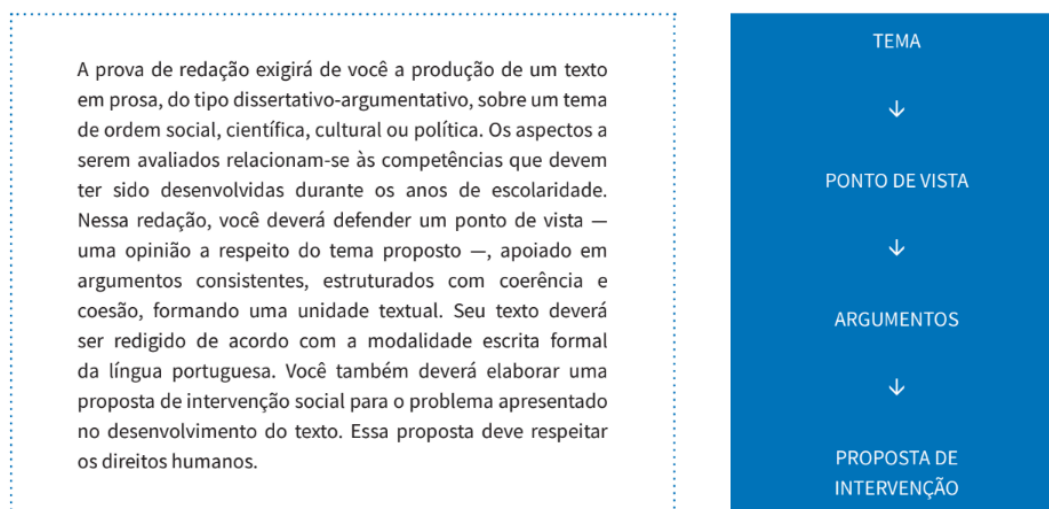 A prova de redação exigirá de você a produção de um texto
em prosa, do tipo dissertativo-argumentativo, sobre um tema
de ordem social, científica, cultural ou política. Os aspectos a
serem avaliados relacionam-se às competências que devem
ter sido desenvolvidas durante os anos de escolaridade.
Nessa redação, você deverá defender um ponto de vista —
uma opinião a respeito do tema proposto —, apoiado em
argumentos consistentes, estruturados com coerência e
coesão, formando uma unidade textual. Seu texto deverá
ser redigido de acordo com a modalidade escrita formal
da língua portuguesa. Você também deverá elaborar uma
proposta de intervenção social para o problema apresentado
no desenvolvimento do texto. Essa proposta deve respeitar
os direitos humanos.
TEMA
↓
PONTO DE VISTA
↓
ARGUMENTOS
↓
PROPOSTA DE
INTERVENÇÃO